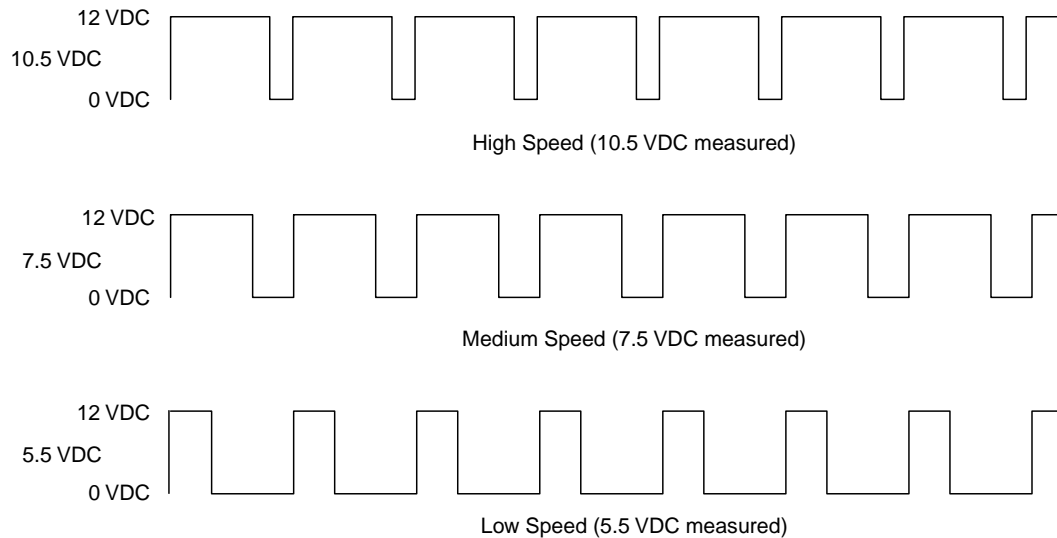 12 VDC
10.5 VDC
0 VDC
High Speed (10.5 VDC measured)
12 VDC
7.5 VDC
0 VDC
Medium Speed (7.5 VDC measured)
12 VDC
5.5 VDC
0 VDC
Low Speed (5.5 VDC measured)